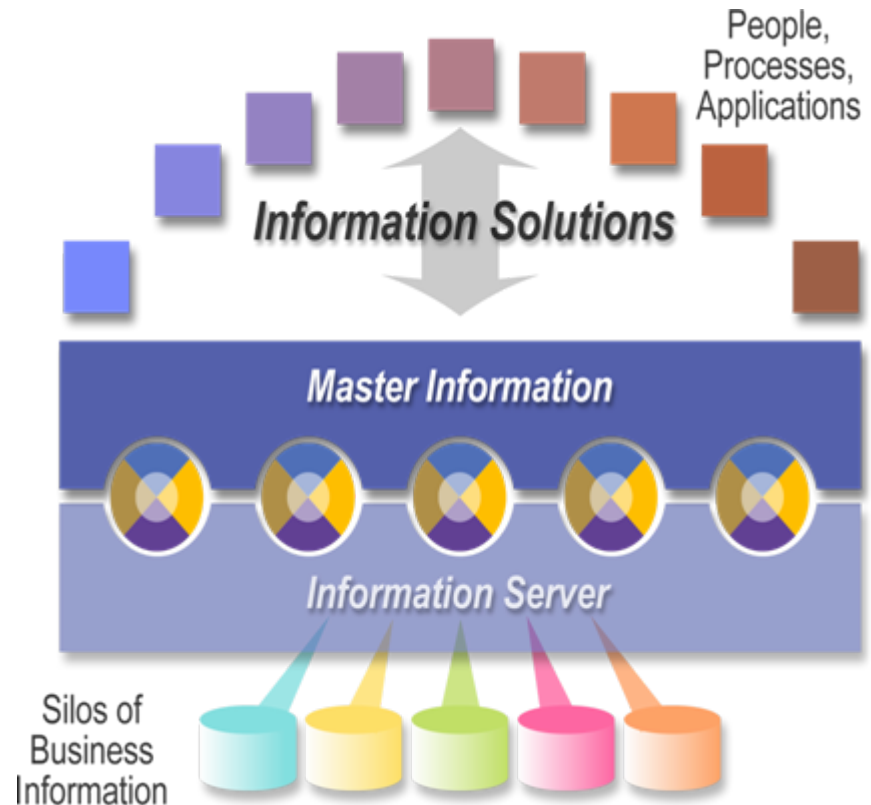 People,
Processes,
Applications
Information Solutions
Master Information
Information Server
Silos of
Business
Information